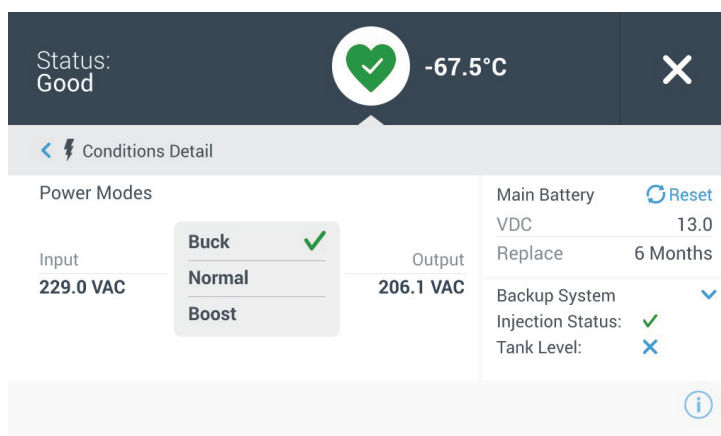 Status:
Good
-67.5°C
Conditions Detail
Power Modes
Input
229.0 VAC
Buck
Normal
Boost
Output
206.1 VAC
Main Battery
Reset
VDC 13.0
Replace 6 Months
Backup System
Injection Status:
Tank Level: